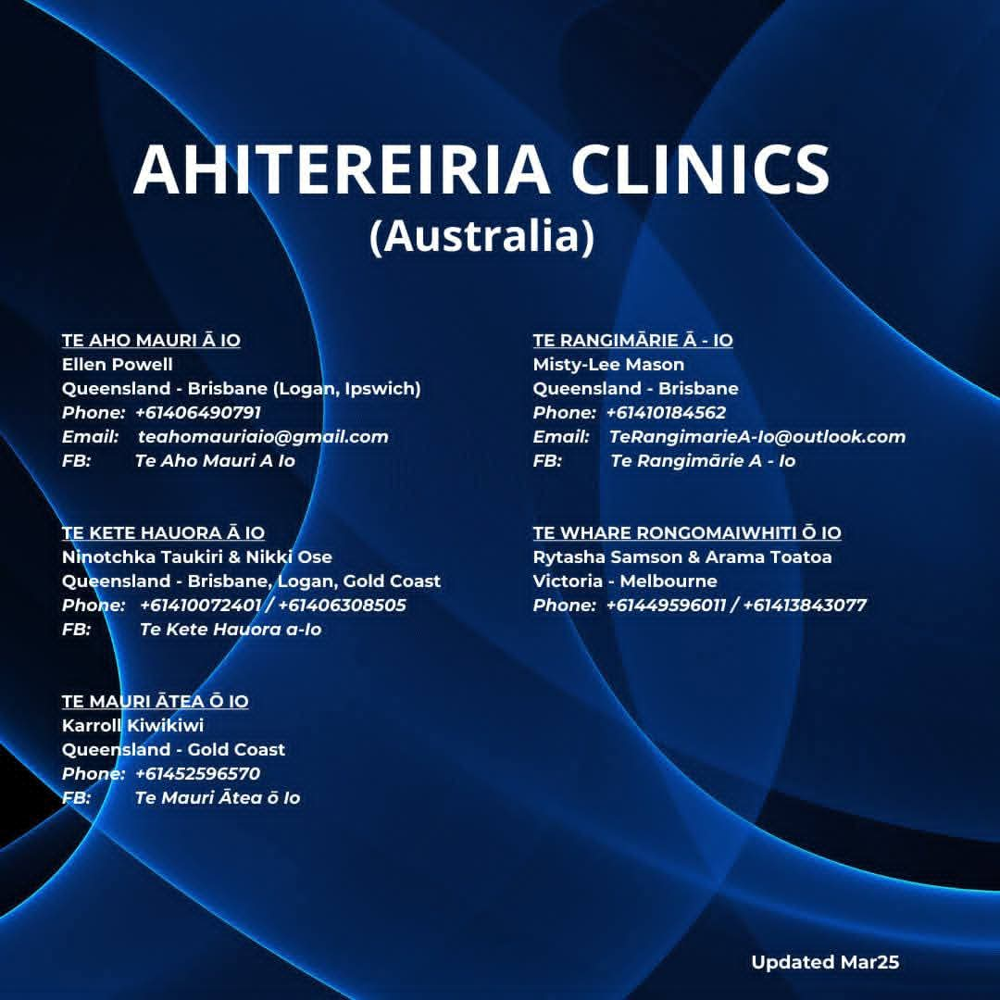 AHITEREIRIA CLINICS
(Australia)
TE AHO MAURI Ā IO
Ellen Powell
Queensland - Brisbane (Logan, Ipswich)
Phone: +61406490791
Email: teahomauriaio@gmail.com
FB: Te Aho Mauri A Io
TE KETE HAUORA Ā IO
Ninotchka Taukiri & Nikki Ose
Queensland - Brisbane, Logan, Gold Coast
Phone: +61410072401 / +61406308505
FB: Te Kete Hauora a-Io
TE MAURI ĀTEA Ō IO
Karroll Kiwikiwi
Queensland - Gold Coast
Phone: +61452596570
FB: Te Mauri Ātea ō Io
TE RANGIMĀRIE Ā - IO
Misty-Lee Mason
Queensland - Brisbane
Phone: +61410184562
Email: TeRangimarieA-Io@outlook.com
FB: Te Rangimārie A - Io
TE WHARE RONGOMAIWHITI Ō IO
Rytasha Samson & Arama Toatoa
Victoria - Melbourne
Phone: +61449596011 / +61413843077
Updated Mar25